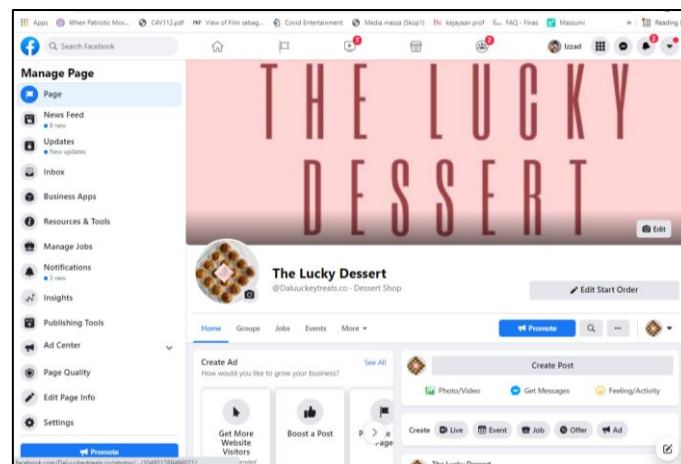 Apps When Patriotic Mov... CAV112.pdf View of Film sebag... Covid Entertainment Media massa (Skop1) kejayaan prof FAQ - Finas Massumi » Reading
Search Facebook 7 2 Izzad 2
Manage Page
Page
News Feed
8 new
Updates
New updates
Inbox
Business Apps
Resources & Tools
Manage Jobs
Notifications
3 new
Insights
Publishing Tools
Ad Center
Page Quality
Edit Page Info
Settings
Promote
THE LUCKY
DESSERT
Edit
The Lucky Dessert
@Daluuckeytreats.co · Dessert Shop
Edit Start Order
Home Groups Jobs Events More
Promote
Create Ad See All
How would you like to grow your business?
Get More
Website
Visitors
Boost a Post
Page
Create Post
Photo/Video Get Messages Feeling/Activity
Create Live Event Job Offer Ad
The Lucky Dessert